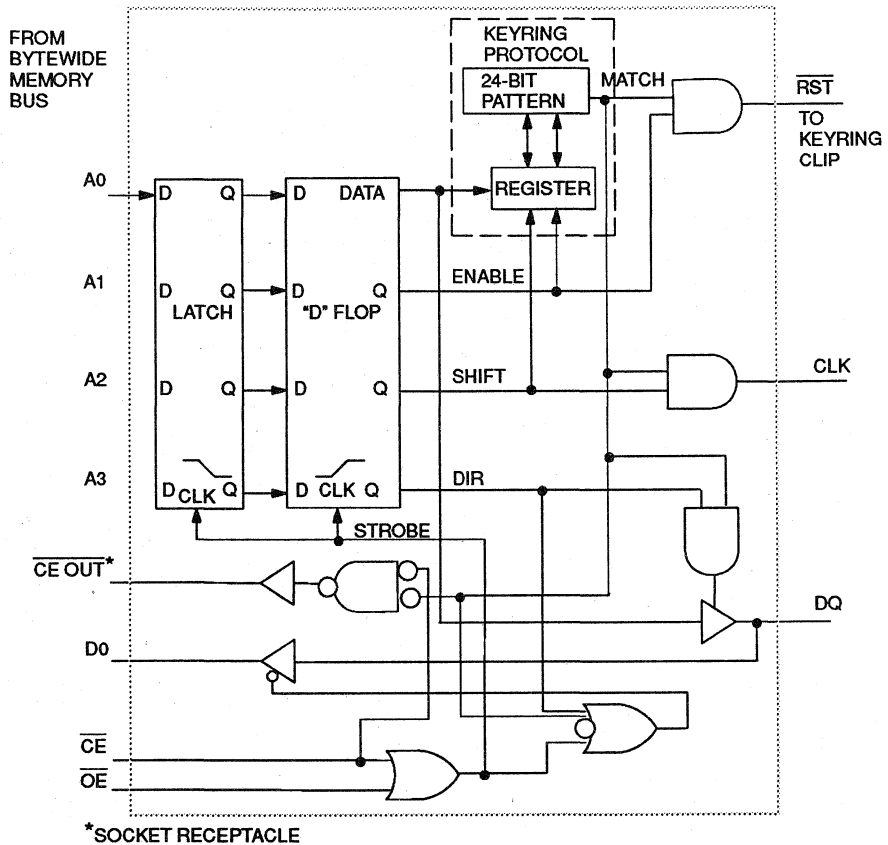 FROM
BYTEWIDE
MEMORY
BUS
KEYRING
PROTOCOL
24-BIT
PATTERN
MATCH
RST
TO
KEYRING
CLIP
A0
D Q D DATA
REGISTER
A1
D Q D Q
ENABLE
LATCH
"D" FLOP
A2
D Q D Q
SHIFT
CLK
A3
D CLK Q D CLK Q
DIR
STROBE
CE OUT*
DQ
D0
CE
OE
*SOCKET RECEPTACLE